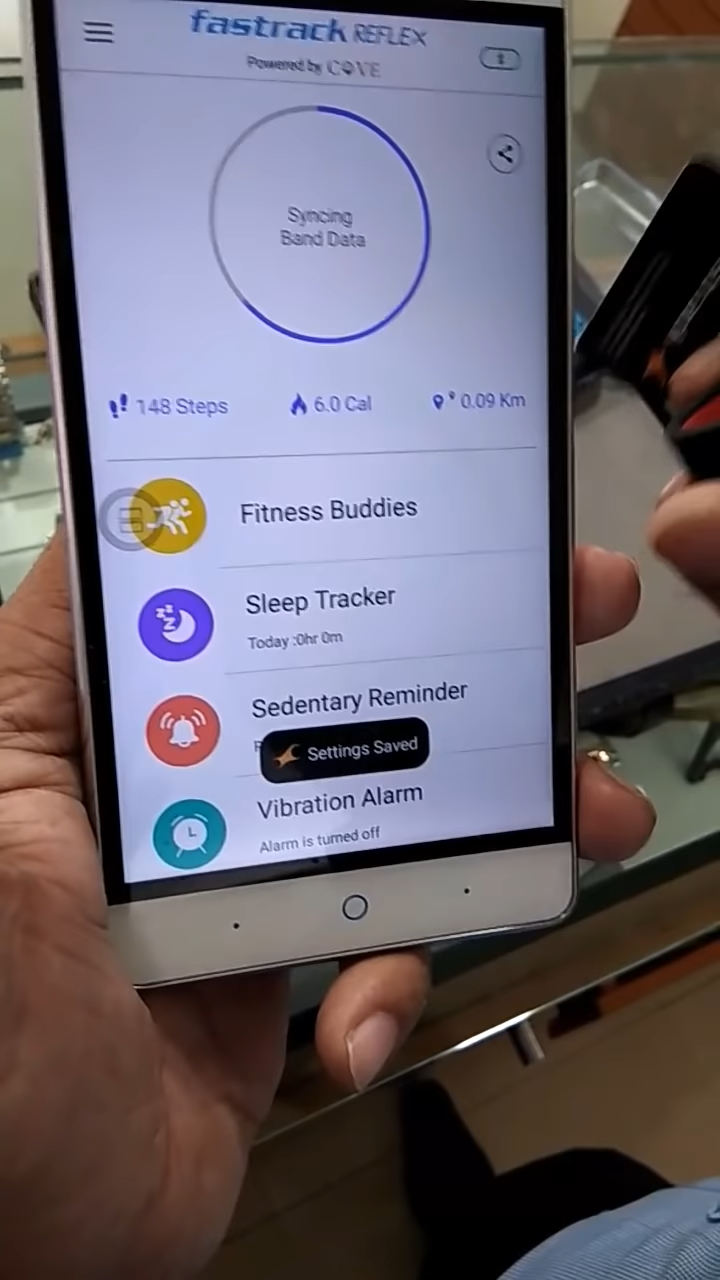 fastrack REFLEX
Powered by COVE
Syncing
Band Data
148 Steps
6.0 Cal
0.09 Km
Fitness Buddies
Sleep Tracker
Today :0hr 0m
Sedentary Reminder
Settings Saved
Vibration Alarm
Alarm is turned off